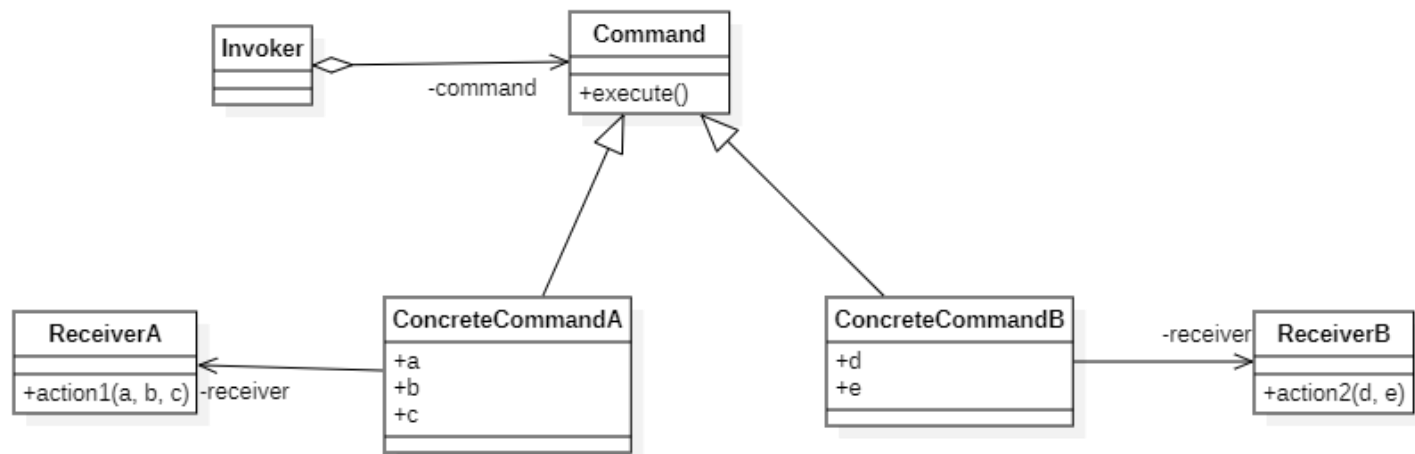 Invoker
Command
-command
+execute()
ConcreteCommandA
ConcreteCommandB
ReceiverA
-receiver
ReceiverB
+a
+d
+action1(a, b, c)
-receiver
+b
+e
+action2(d, e)
+c